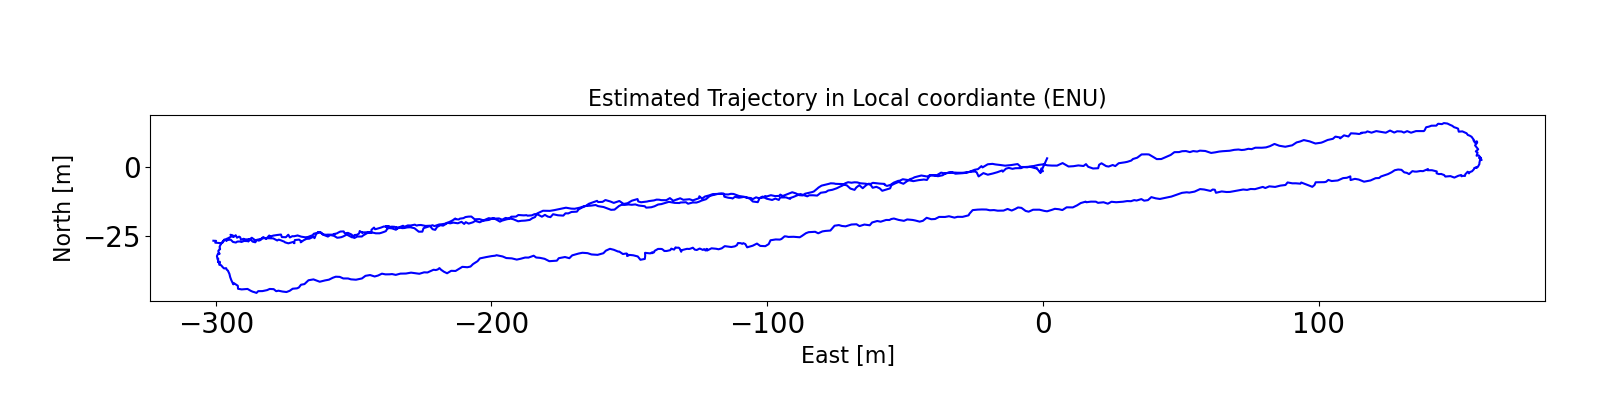 Estimated Trajectory in Local coordiante (ENU)
North [m]
0
−25
−300
−200
−100
0
100
East [m]